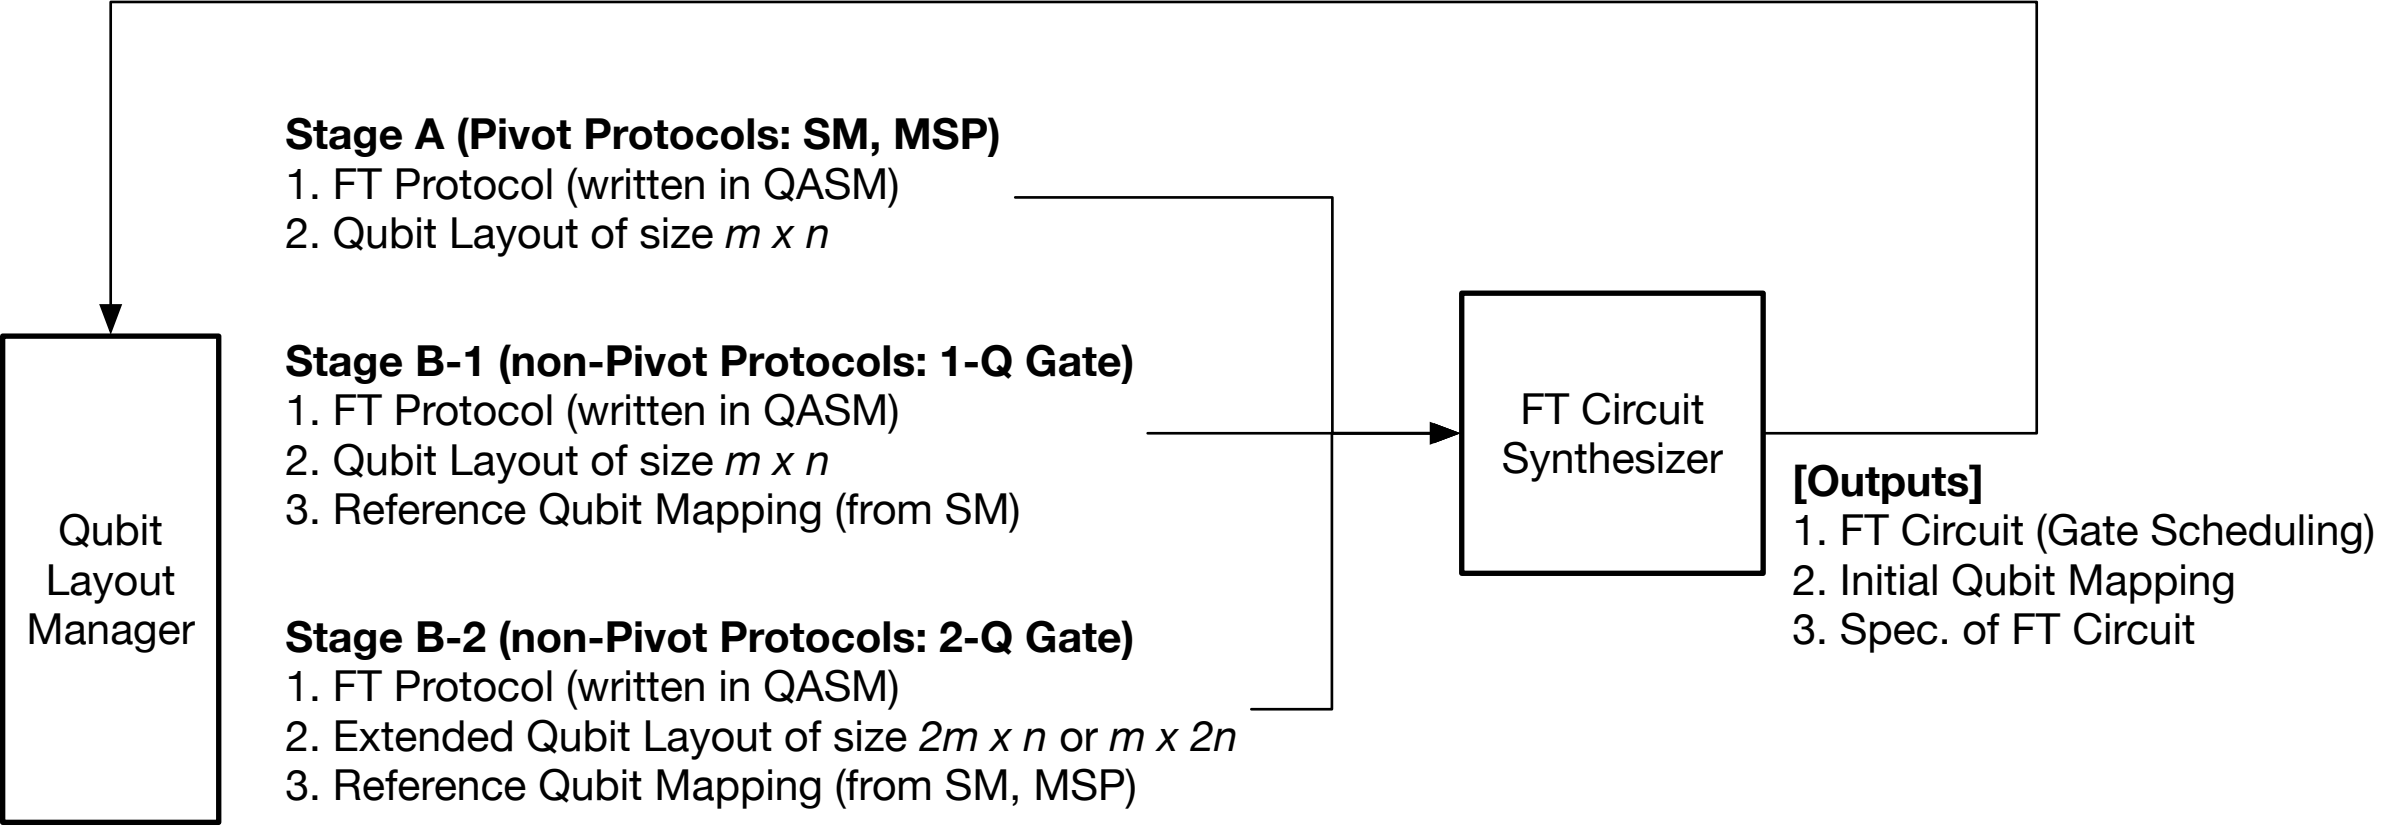 Stage A (Pivot Protocols: SM, MSP)
1. FT Protocol (written in QASM)
2. Qubit Layout of size m x n
Stage B-1 (non-Pivot Protocols: 1-Q Gate)
1. FT Protocol (written in QASM)
2. Qubit Layout of size m x n
3. Reference Qubit Mapping (from SM)
Stage B-2 (non-Pivot Protocols: 2-Q Gate)
1. FT Protocol (written in QASM)
2. Extended Qubit Layout of size 2m x n or m x 2n
3. Reference Qubit Mapping (from SM, MSP)
Qubit
Layout
Manager
FT Circuit
Synthesizer
[Outputs]
1. FT Circuit (Gate Scheduling)
2. Initial Qubit Mapping
3. Spec. of FT Circuit